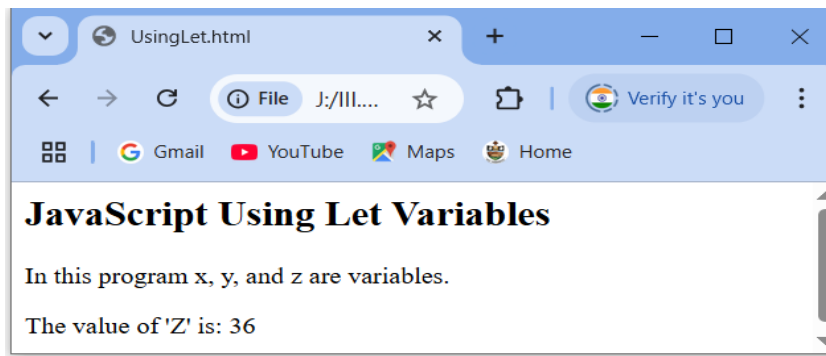 UsingLet.html
File J:/III.... Verify it's you
Gmail YouTube Maps Home
JavaScript Using Let Variables
In this program x, y, and z are variables.
The value of 'Z' is: 36